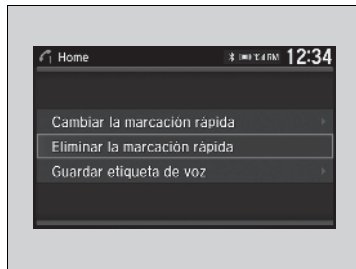 Home
12:34
Cambiar la marcación rápida
Eliminar la marcación rápida
Guardar etiqueta de voz